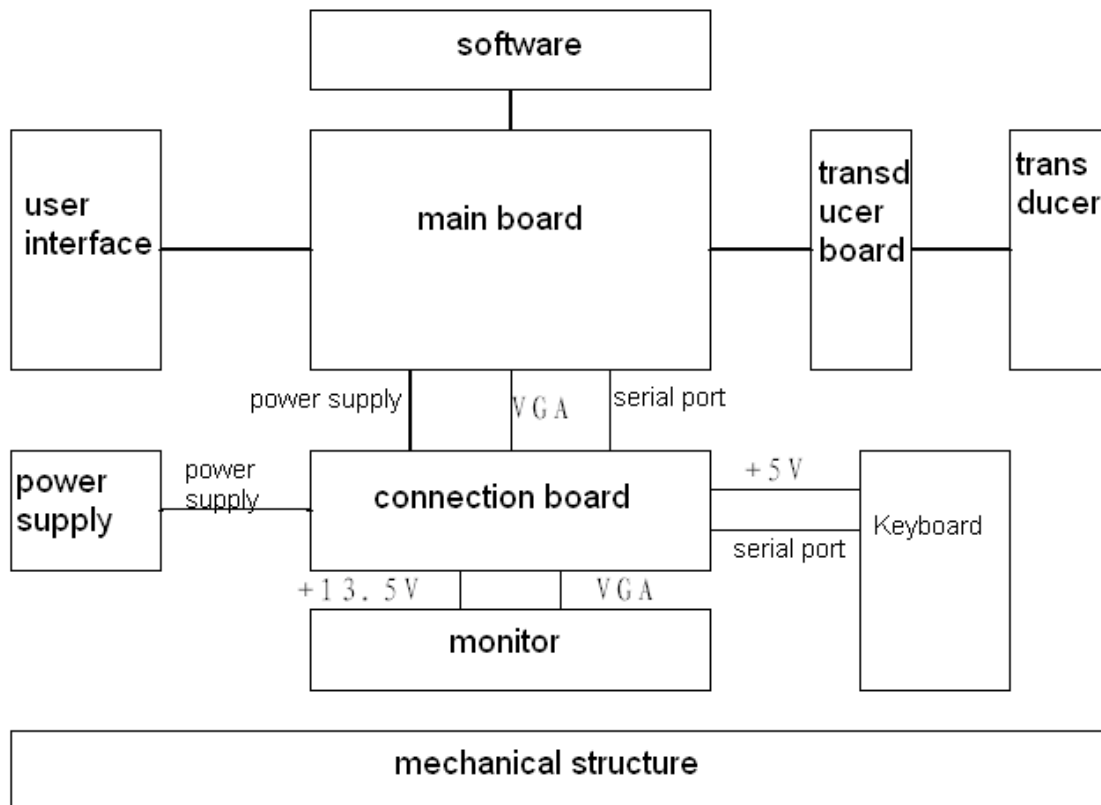 software
user
interface
main board
transd
ucer
board
trans
ducer
power supply
VGA
serial port
power
supply
power
supply
connection board
+5V
serial port
Keyboard
+13.5V
VGA
monitor
mechanical structure